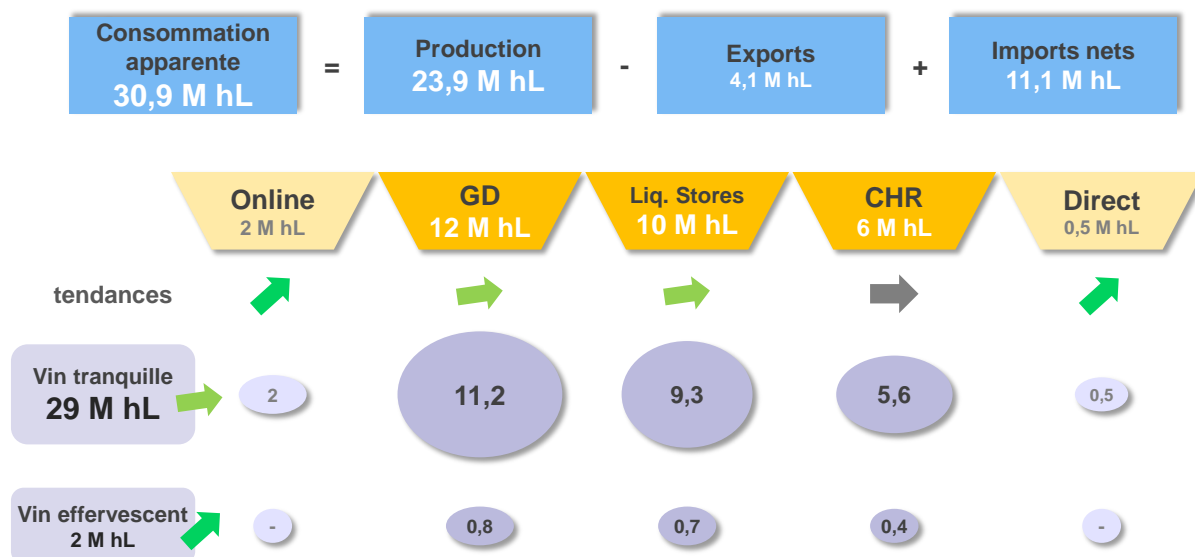 Consommation
apparente
30,9 M hL
=
Production
23,9 M hL
-
Exports
4,1 M hL
+
Imports nets
11,1 M hL
Online
2 M hL
GD
12 M hL
Liq. Stores
10 M hL
CHR
6 M hL
Direct
0,5 M hL
tendances
Vin tranquille
29 M hL
2
11,2
9,3
5,6
0,5
Vin effervescent
2 M hL
-
0,8
0,7
0,4
-